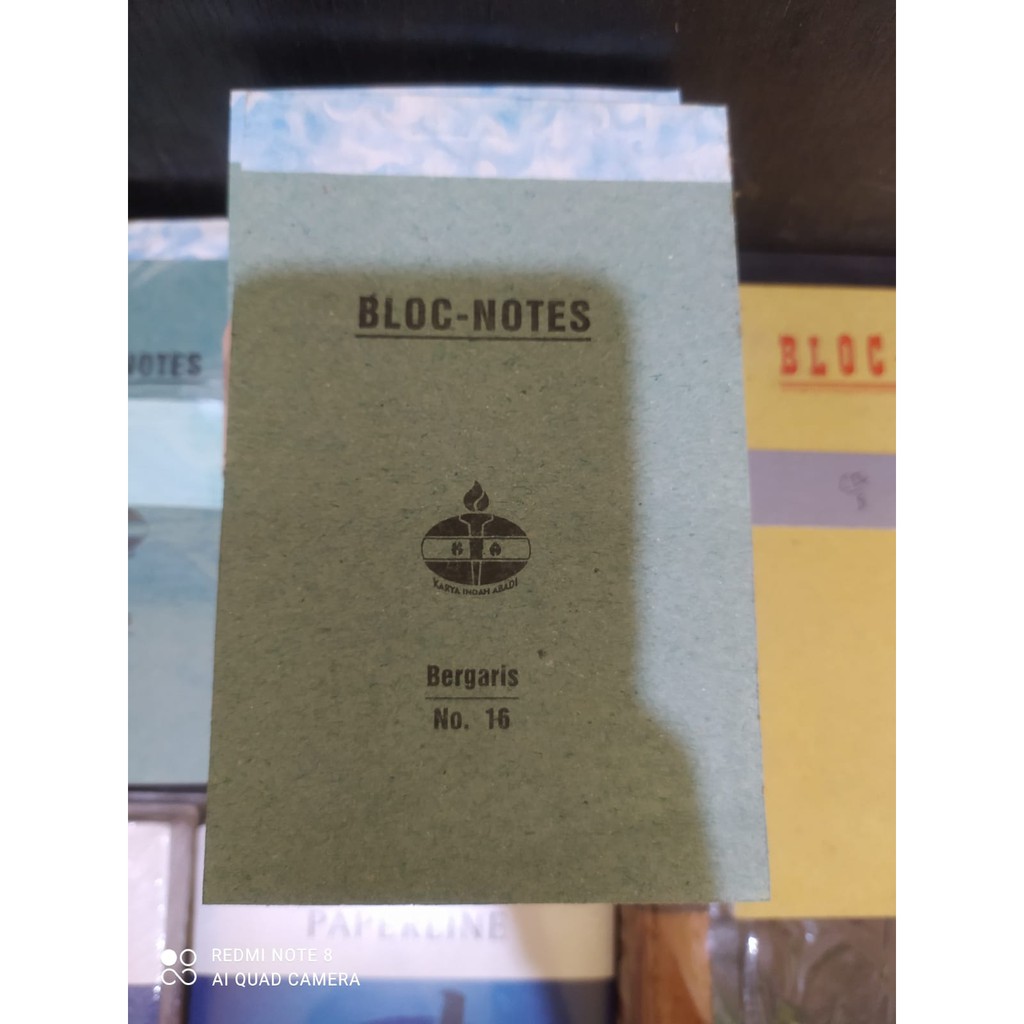 BLOC-NOTES
K A
KARYA INDAH ABADI
Bergaris
No. 16
NOTES
BLOC-
PAPERLINE
REDMI NOTE 8
AI QUAD CAMERA